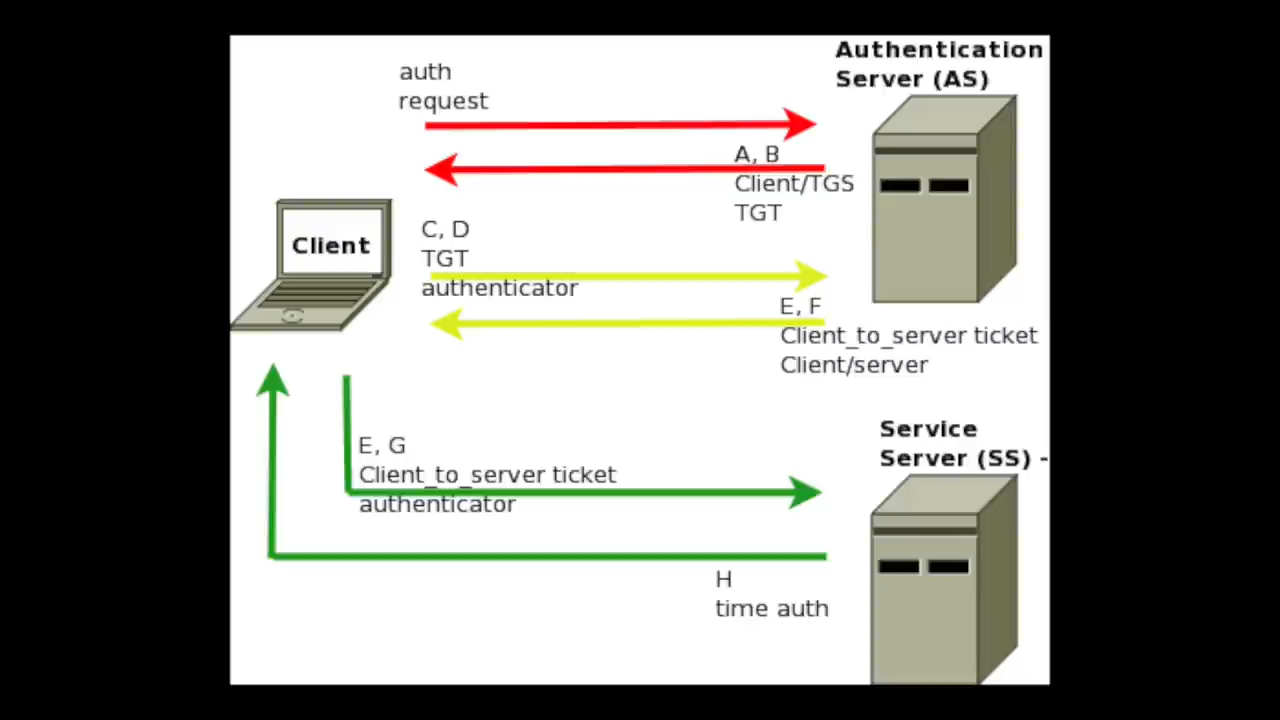 Authentication
Server (AS)
auth
request
A, B
Client/TGS
TGT
Client
C, D
TGT
authenticator
E, F
Client_to_server ticket
Client/server
Service
Server (SS) -
E, G
Client_to_server ticket
authenticator
H
time auth